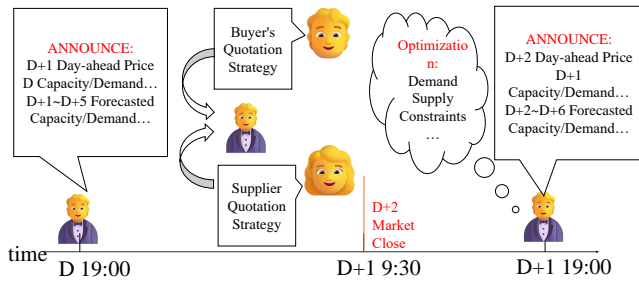 ANNOUNCE:
D+1 Day-ahead Price
D Capacity/Demand…
D+1~D+5 Forecasted
Capacity/Demand…
Buyer's
Quotation
Strategy
Supplier
Quotation
Strategy
Optimizatio
n:
Demand
Supply
Constraints
…
ANNOUNCE:
D+2 Day-ahead Price
D+1
Capacity/Demand…
D+2~D+6 Forecasted
Capacity/Demand…
D+2
Market
Close
time
D 19:00
D+1 9:30
D+1 19:00